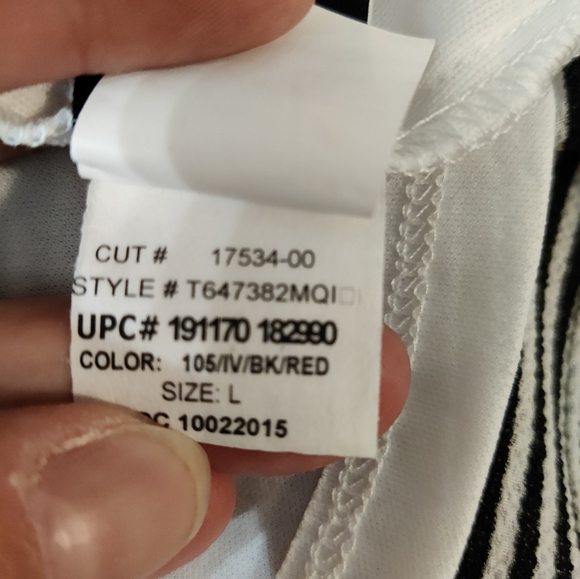 CUT # 17534-00
STYLE # T647382MQI
UPC# 191170 182990
COLOR: 105/IV/BK/RED
SIZE: L
10022015